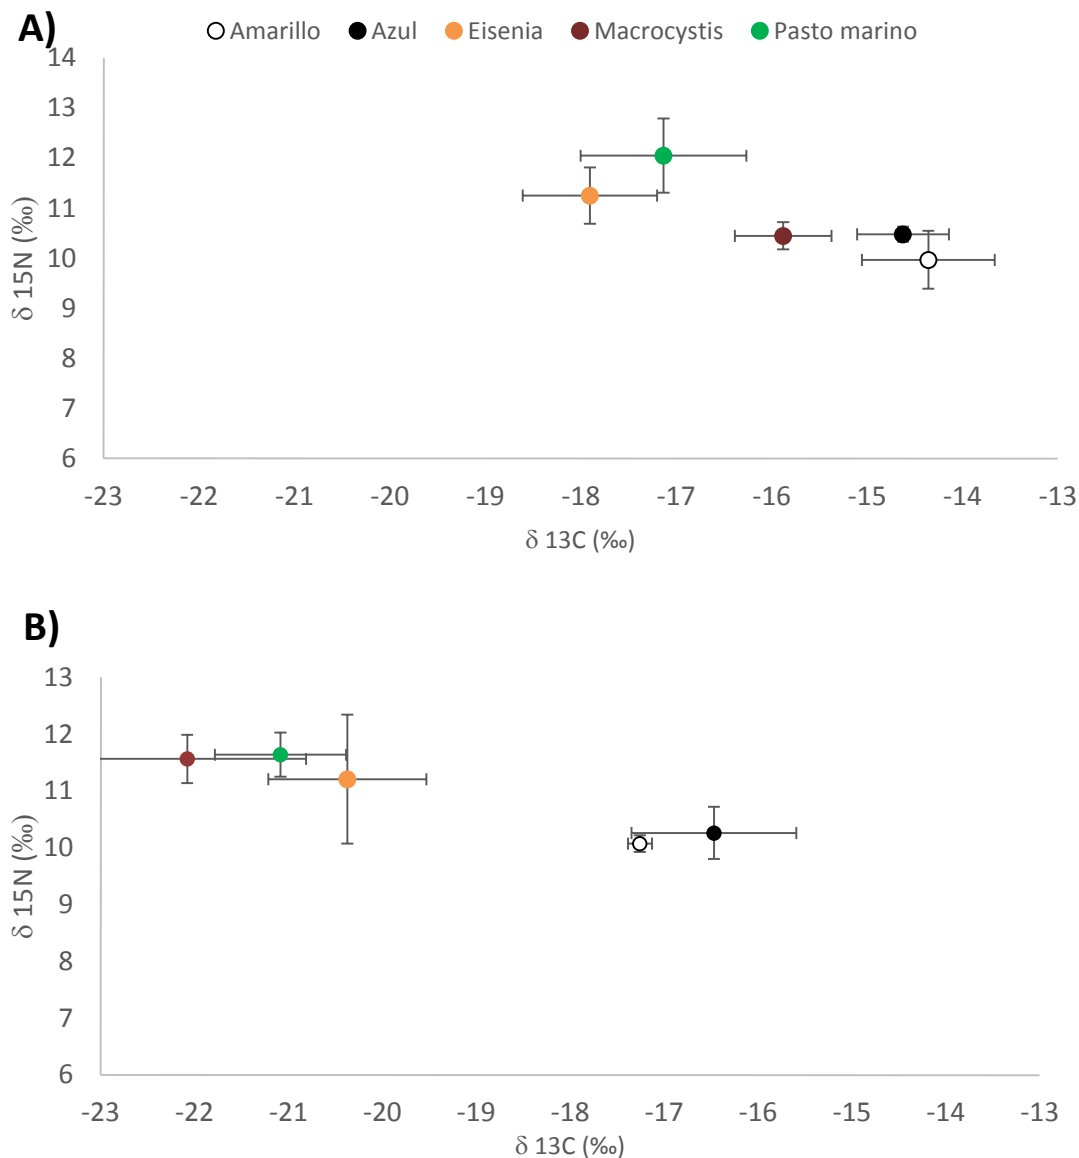 A)
Amarillo Azul Eisenia Macrocystis Pasto marino
14
13
12
11
10
9
8
7
6
δ 15N (‰)
-23 -22 -21 -20 -19 -18 -17 -16 -15 -14 -13
δ 13C (‰)
B)
13
12
11
10
9
8
7
6
δ 15N (‰)
-23 -22 -21 -20 -18 -17 -16 -15 -14 -13
δ 13C (‰)